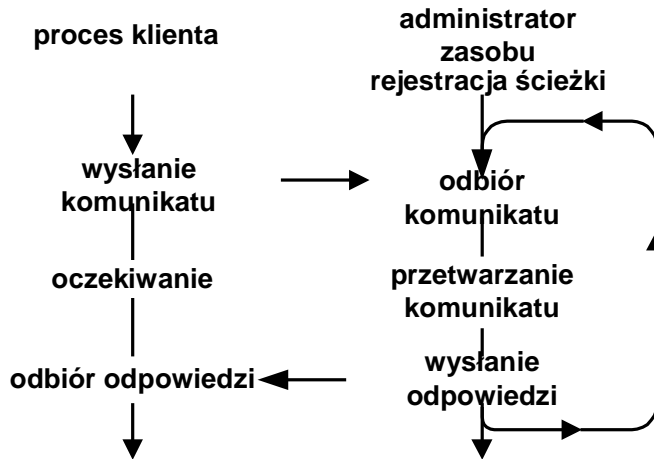 proces klienta
administrator
zasobu
rejestracja ścieżki
wysłanie
komunikatu
odbiór
komunikatu
oczekiwanie
przetwarzanie
komunikatu
odbiór odpowiedzi
wysłanie
odpowiedzi